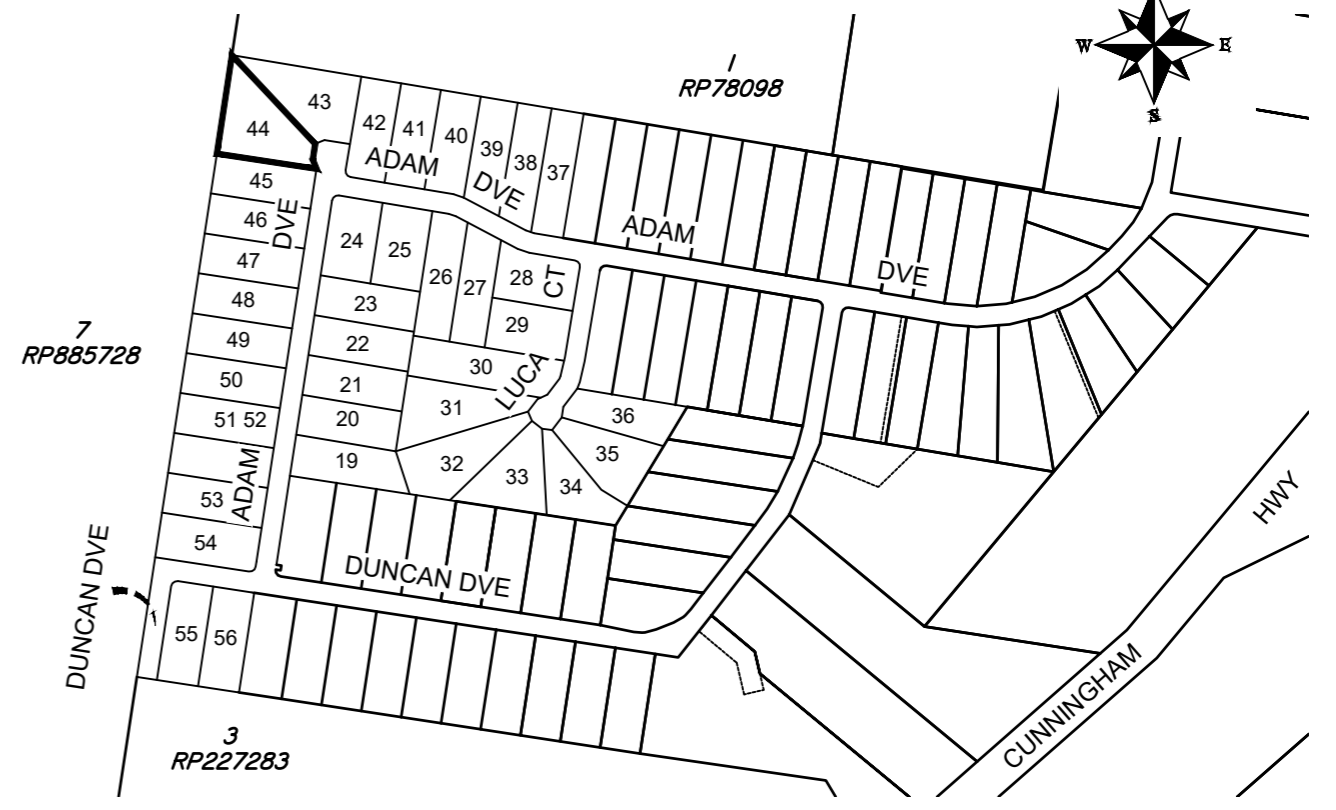 W
E
S
1
RP78098
43
42
41
40
39
38
37
44
ADAM
DVE
ADAM
DVE
45
46
47
48
49
50
51 52
53
54
DVE
ADAM
24
25
26
27
28
CT
29
LUCA
23
22
21
20
19
30
31
32
33
34
35
36
7
RP885728
DUNCAN DVE
DUNCAN DVE
55
56
3
RP227283
HWY
CUNNINGHAM